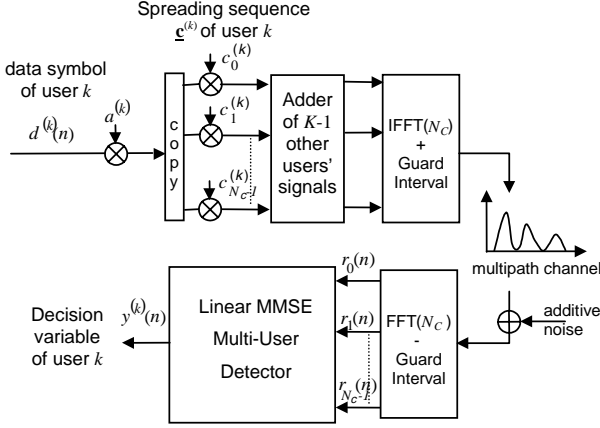 Spreading sequence
c^(k) of user k
data symbol
of user k
d^(k)(n)
a^(k)
copy
c_0^(k)
c_1^(k)
c_{N_c-1}^(k)
Adder
of K-1
other
users'
signals
IFFT(N_C)
+
Guard
Interval
multipath channel
additive
noise
FFT(N_C)
-
Guard
Interval
r_0(n)
r_1(n)
r_{N_c-1}(n)
Linear MMSE
Multi-User
Detector
y^(k)(n)
Decision
variable
of user k